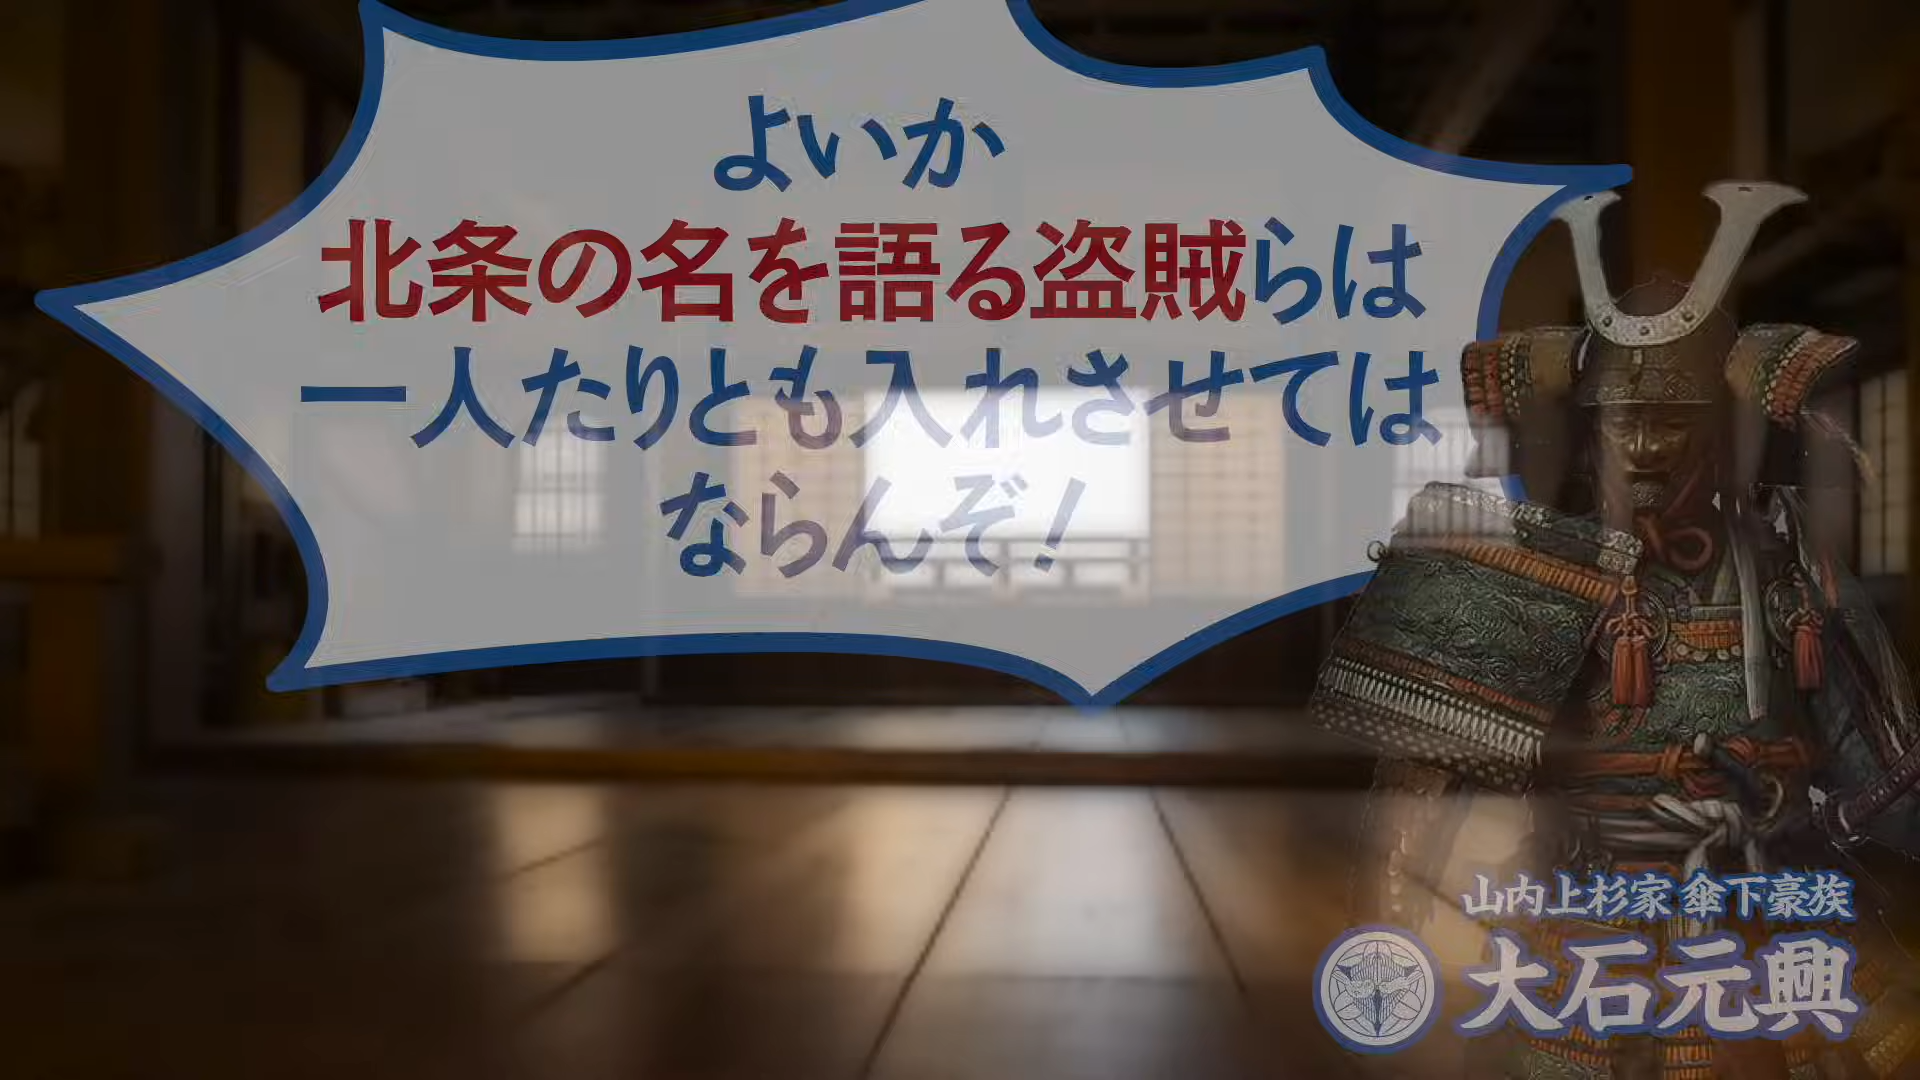 よいか
北条の名を語る盗賊らは
一人たりとも入れさせては
ならんぞ！
山内上杉家 傘下豪族
大石元興